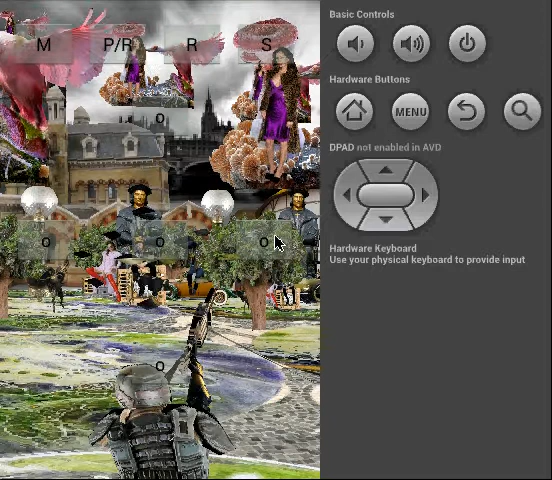 M P/R R S
o
o o o
o
Basic Controls
Hardware Buttons
MENU
DPAD not enabled in AVD
Hardware Keyboard
Use your physical keyboard to provide input